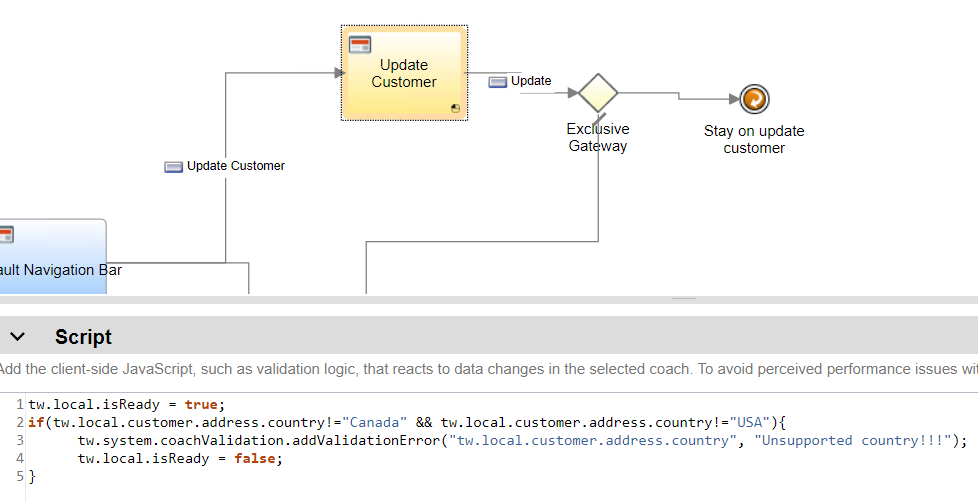 Update
Customer
Update
Exclusive
Gateway
Stay on update
customer
Update Customer
ault Navigation Bar
Script
Add the client-side JavaScript, such as validation logic, that reacts to data changes in the selected coach. To avoid perceived performance issues wit
1 tw.local.isReady = true;
2 if(tw.local.customer.address.country!="Canada" && tw.local.customer.address.country!="USA"){
3 tw.system.coachValidation.addValidationError("tw.local.customer.address.country", "Unsupported country!!!");
4 tw.local.isReady = false;
5 }